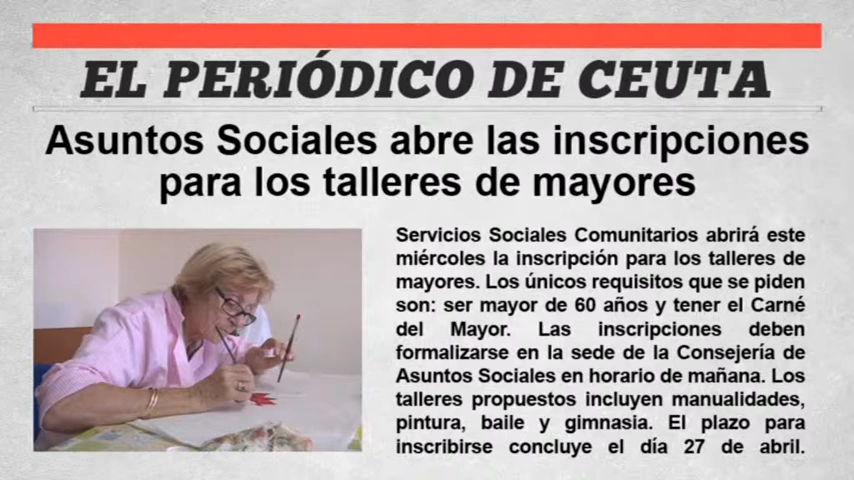 EL PERIÓDICO DE CEUTA
Asuntos Sociales abre las inscripciones
para los talleres de mayores
Servicios Sociales Comunitarios abrirá este
miércoles la inscripción para los talleres de
mayores. Los únicos requisitos que se piden
son: ser mayor de 60 años y tener el Carné
del Mayor. Las inscripciones deben
formalizarse en la sede de la Consejería de
Asuntos Sociales en horario de mañana. Los
talleres propuestos incluyen manualidades,
pintura, baile y gimnasia. El plazo para
inscribirse concluye el día 27 de abril.